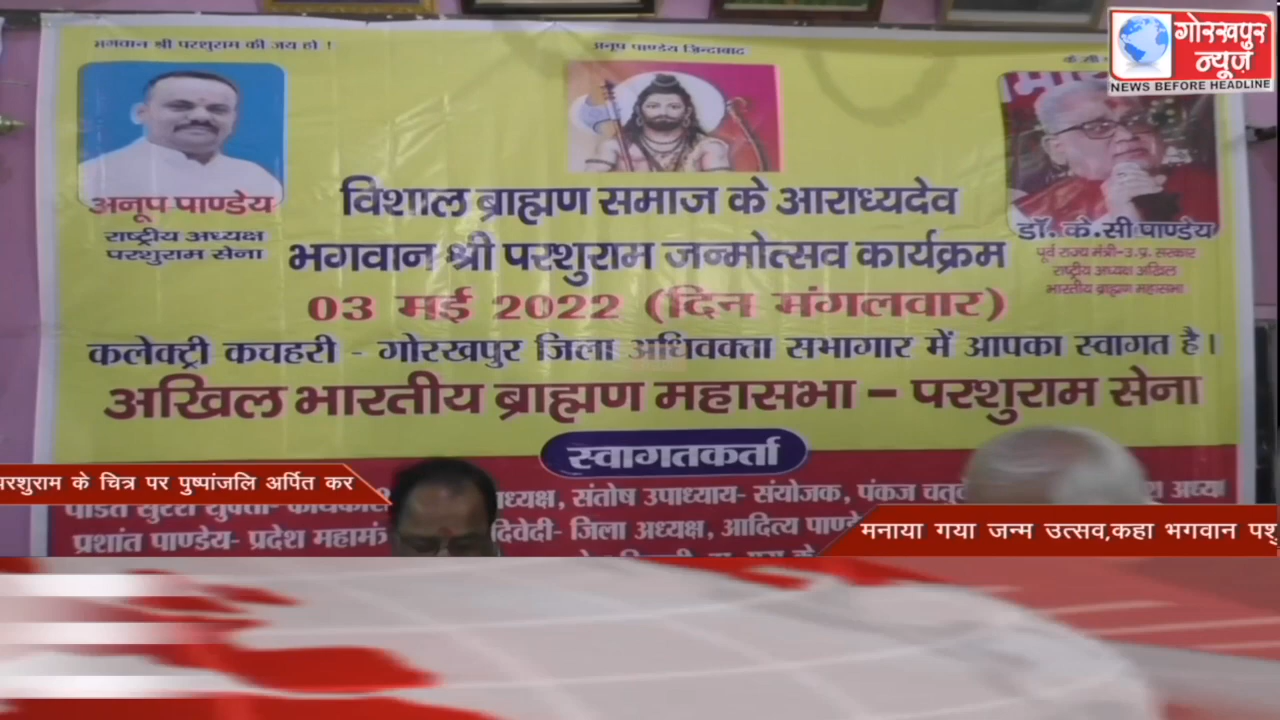 भगवान श्री परशुराम की जय हो !
अनूप पाण्डेय ज़िन्दाबाद
गोरखपुर
न्यूज़
NEWS BEFORE HEADLINE
अनूप पाण्डेय
राष्ट्रीय अध्यक्ष
परशुराम सेना
विशाल ब्राह्मण समाज के आराध्यदेव
भगवान श्री परशुराम जन्मोत्सव कार्यक्रम
डॉ. के.सी पाण्डेय
पूर्व राज्य मंत्री-उ.प्र. सरकार
राष्ट्रीय अध्यक्ष अखिल
भारतीय ब्राह्मण महासभा
03 मई 2022 (दिन मंगलवार)
कलेक्ट्री कचहरी - गोरखपुर जिला अधिवक्ता सभागार में आपका स्वागत है।
अखिल भारतीय ब्राह्मण महासभा – परशुराम सेना
स्वागतकर्ता
परशुराम के चित्र पर पुष्पांजलि अर्पित कर
संतोष उपाध्याय- संयोजक, पंकज
प्रशांत पाण्डेय- प्रदेश जिला अध्यक्ष, आदित्य
मनाया गया जन्म उत्सव,कहा भगवान